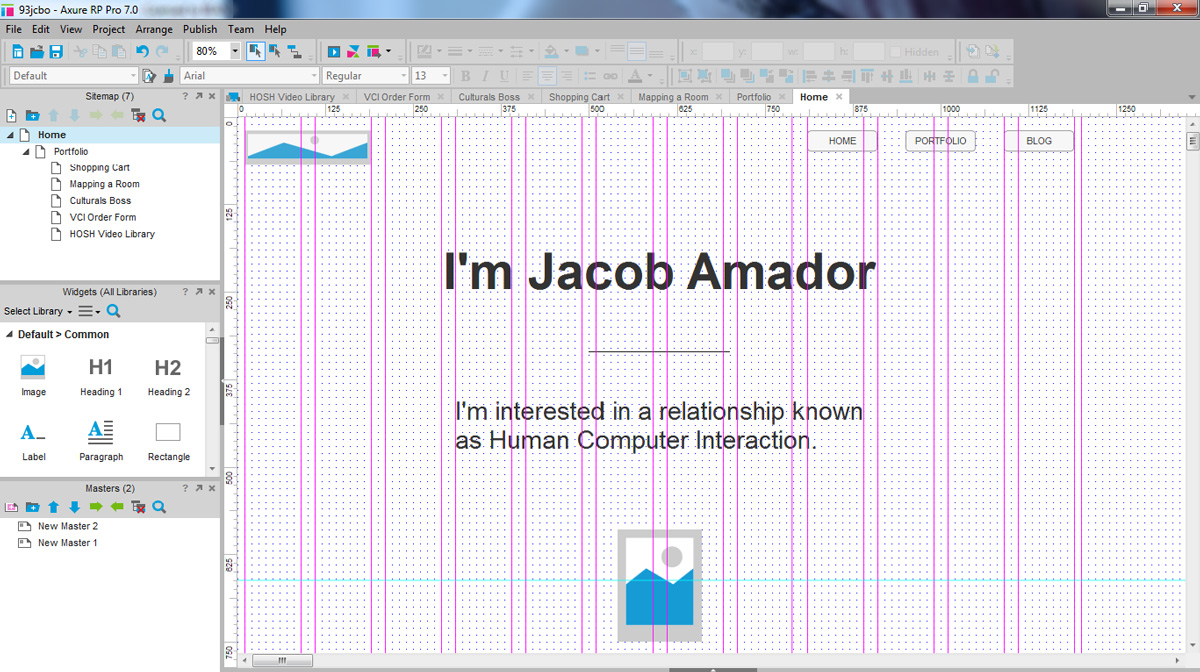 93jcbo - Axure RP Pro 7.0
File Edit View Project Arrange Publish Team Help
80% x: y: w: h: Hidden
Default Arial Regular 13 B I U A
Sitemap (7) ?
HOSH Video Library VCI Order Form Culturals Boss Shopping Cart Mapping a Room Portfolio Home
0 125 250 375 500 625 750 875 1000 1125 1250
Home
Portfolio
Shopping Cart
Mapping a Room
Culturals Boss
VCI Order Form
HOSH Video Library
Widgets (All Libraries) ?
Select Library
Default > Common
Image H1 Heading 1 H2 Heading 2
A Label A Paragraph Rectangle
Masters (2) ?
New Master 2
New Master 1
0
125
250
375
500
625
750
HOME PORTFOLIO BLOG
I'm Jacob Amador
I'm interested in a relationship known
as Human Computer Interaction.